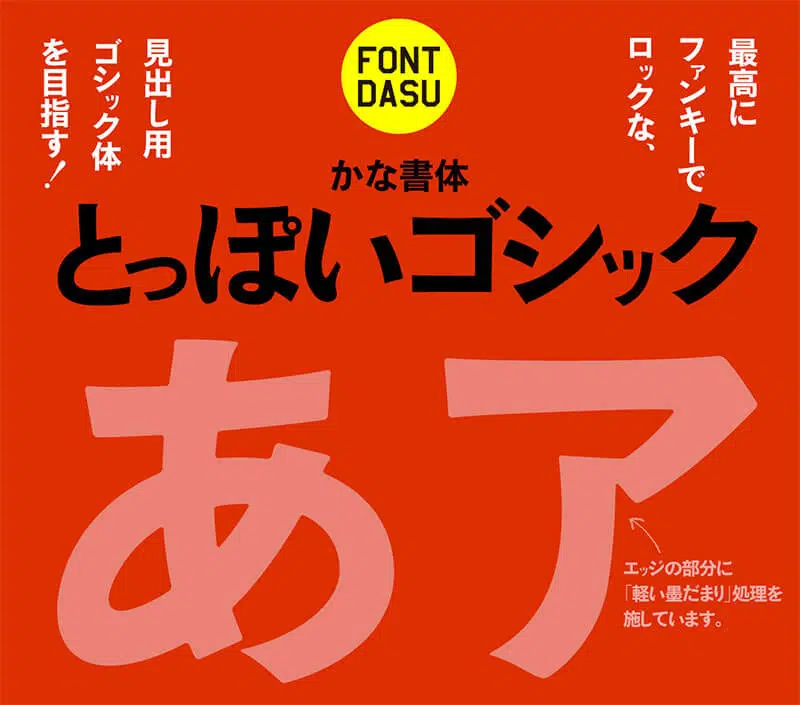 最高に
ファンキーで
ロックな、
見出し用
ゴシック体
を目指す!
FONT
DASU
かな書体
とっぽいゴシック
あア
エッジの部分に
「軽い墨だまり」処理を
施しています。